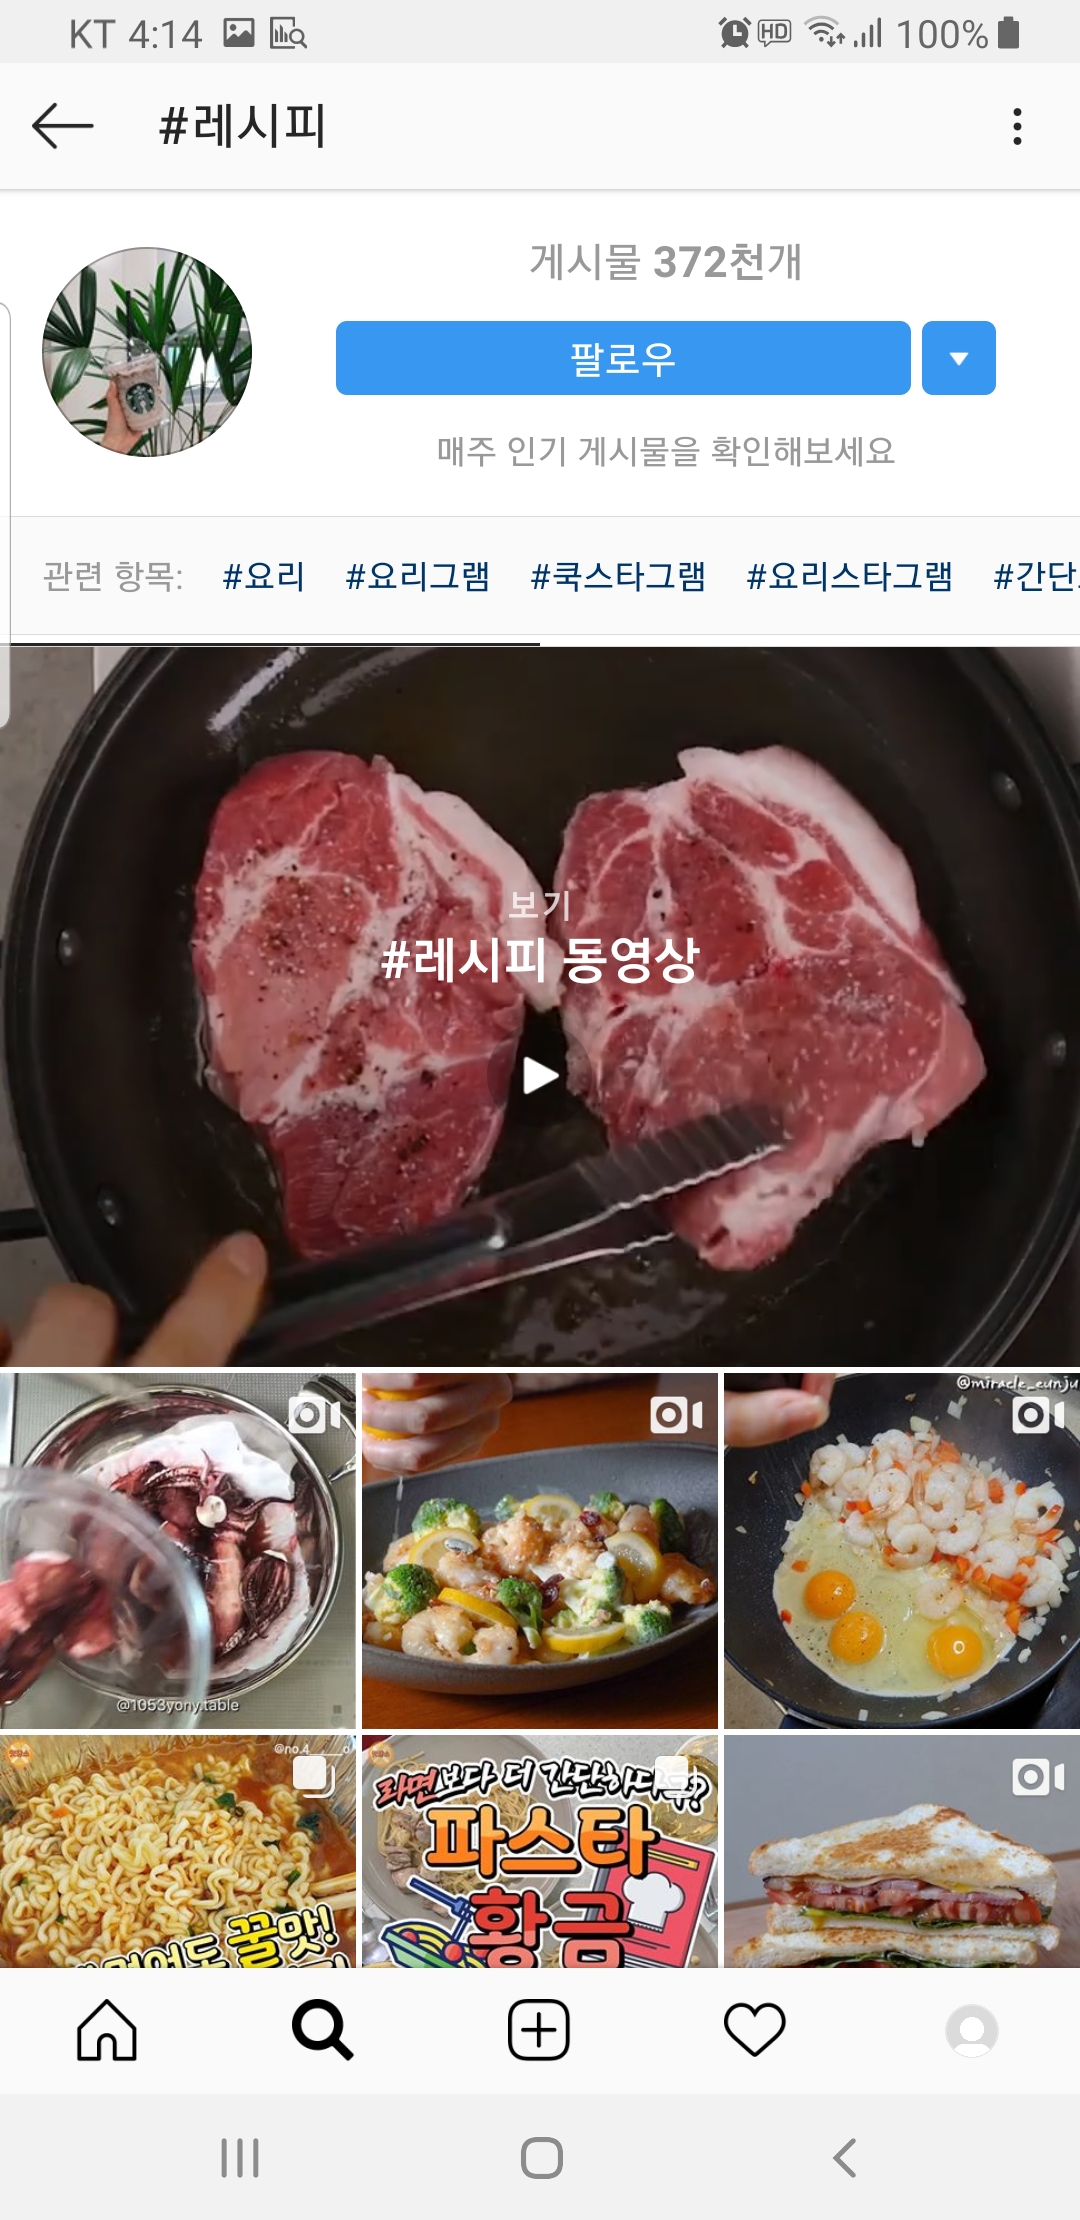 KT 4:14
HD
100%
#레시피
게시물 372천개
팔로우
매주 인기 게시물을 확인해보세요
관련 항목: #요리 #요리그램 #쿡스타그램 #요리스타그램 #간단
보기
#레시피 동영상
@miracle_eunju
@1053yony.table
@no.4
꿀맛!
라면보다 더 간단하다
파스타
황금